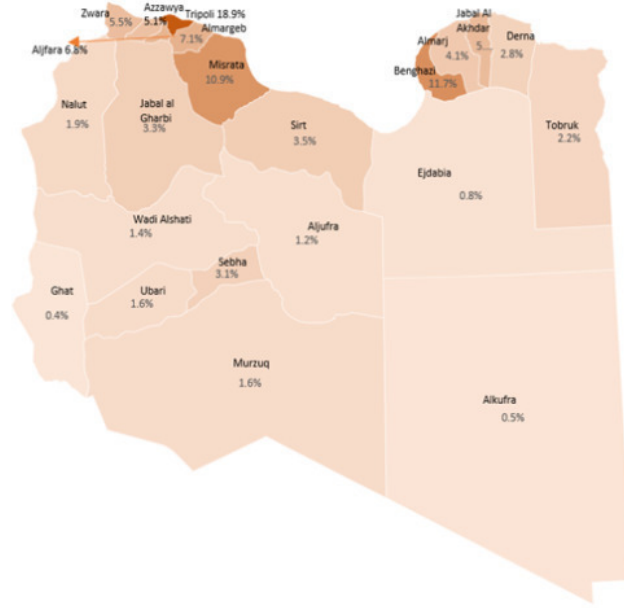 Zwara
5.5%
Azzawya
5.1%
Tripoli 18.9%
Almargeb
7.1%
Aljfara 6.8%
Misrata
10.9%
Nalut
1.9%
Jabal al
Gharbi
3.3%
Sirt
3.5%
Jabal Al
Akhdar
5...
Almarj
4.1%
Derna
2.8%
Benghazi
11.7%
Tobruk
2.2%
Ejdabia
0.8%
Wadi Alshati
1.4%
Aljufra
1.2%
Sebha
3.1%
Ghat
0.4%
Ubari
1.6%
Murzuq
1.6%
Alkufra
0.5%